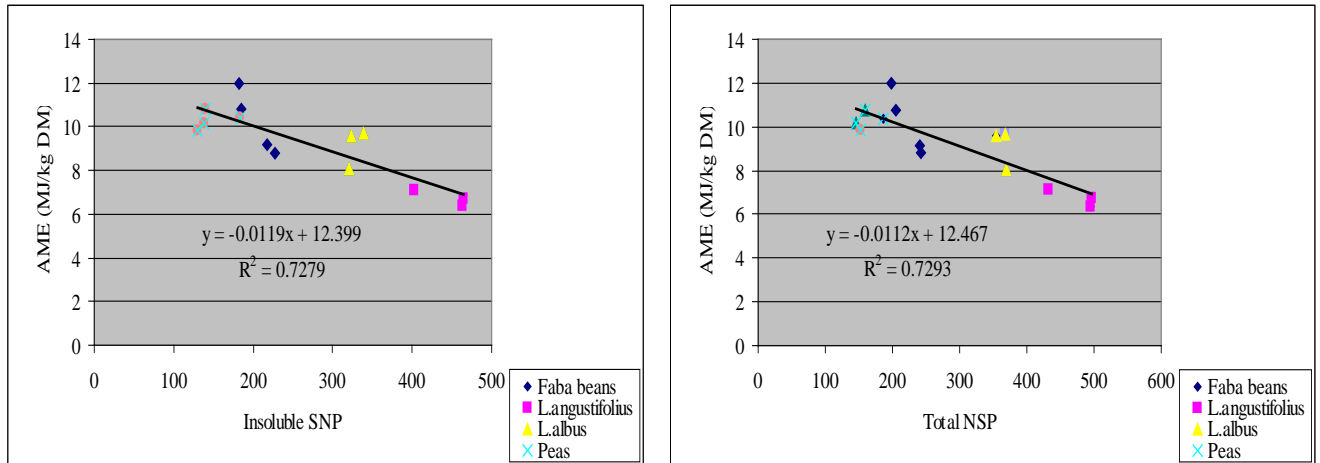 14
12
10
8
6
4
2
0
AME (MJ/kg DM)
y = -0.0119x + 12.399
R² = 0.7279
0 100 200 300 400 500
Insoluble SNP
Faba beans
L.angustifolius
L.albus
Peas
14
12
10
8
6
4
2
0
AME (MJ/kg DM)
y = -0.0112x + 12.467
R² = 0.7293
0 100 200 300 400 500 600
Total NSP
Faba beans
L.angustifolius
L.albus
Peas